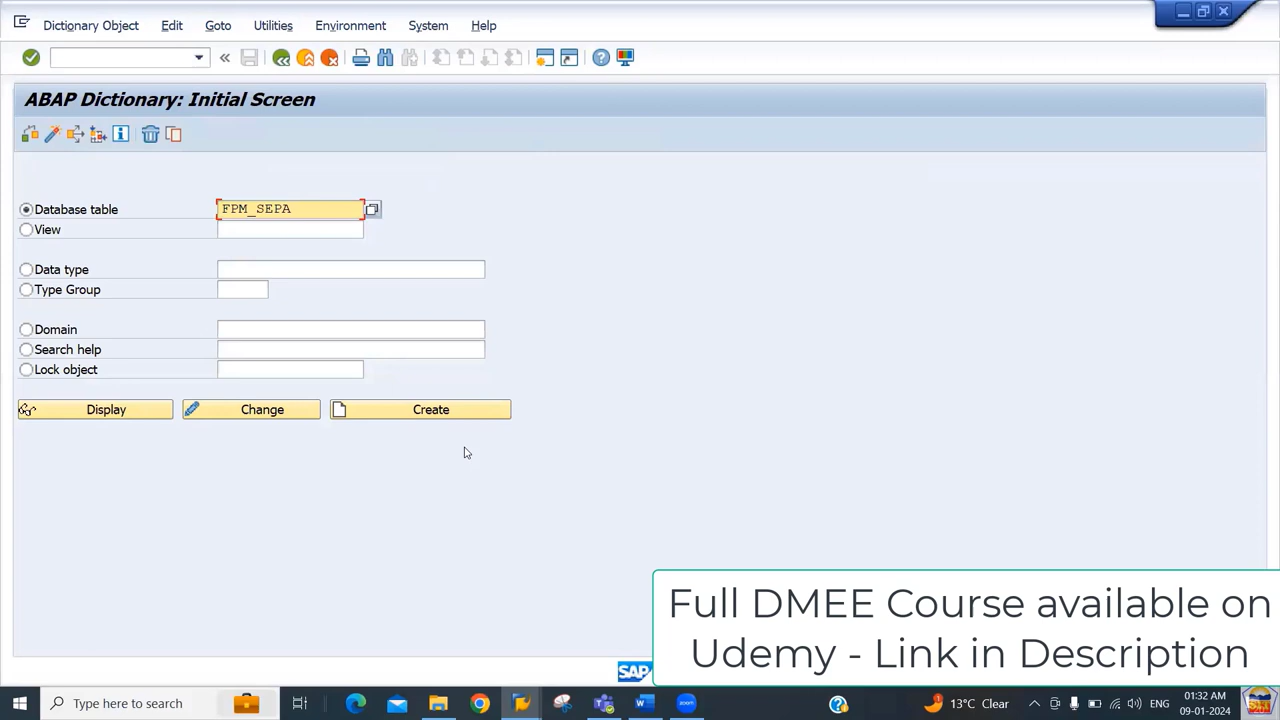 Dictionary Object Edit Goto Utilities Environment System Help
ABAP Dictionary: Initial Screen
Database table FPM_SEPA
View
Data type
Type Group
Domain
Search help
Lock object
Display Change Create
Full DMEE Course available on
Udemy - Link in Description
SAP
Type here to search
13°C Clear
ENG
01:32 AM
09-01-2024